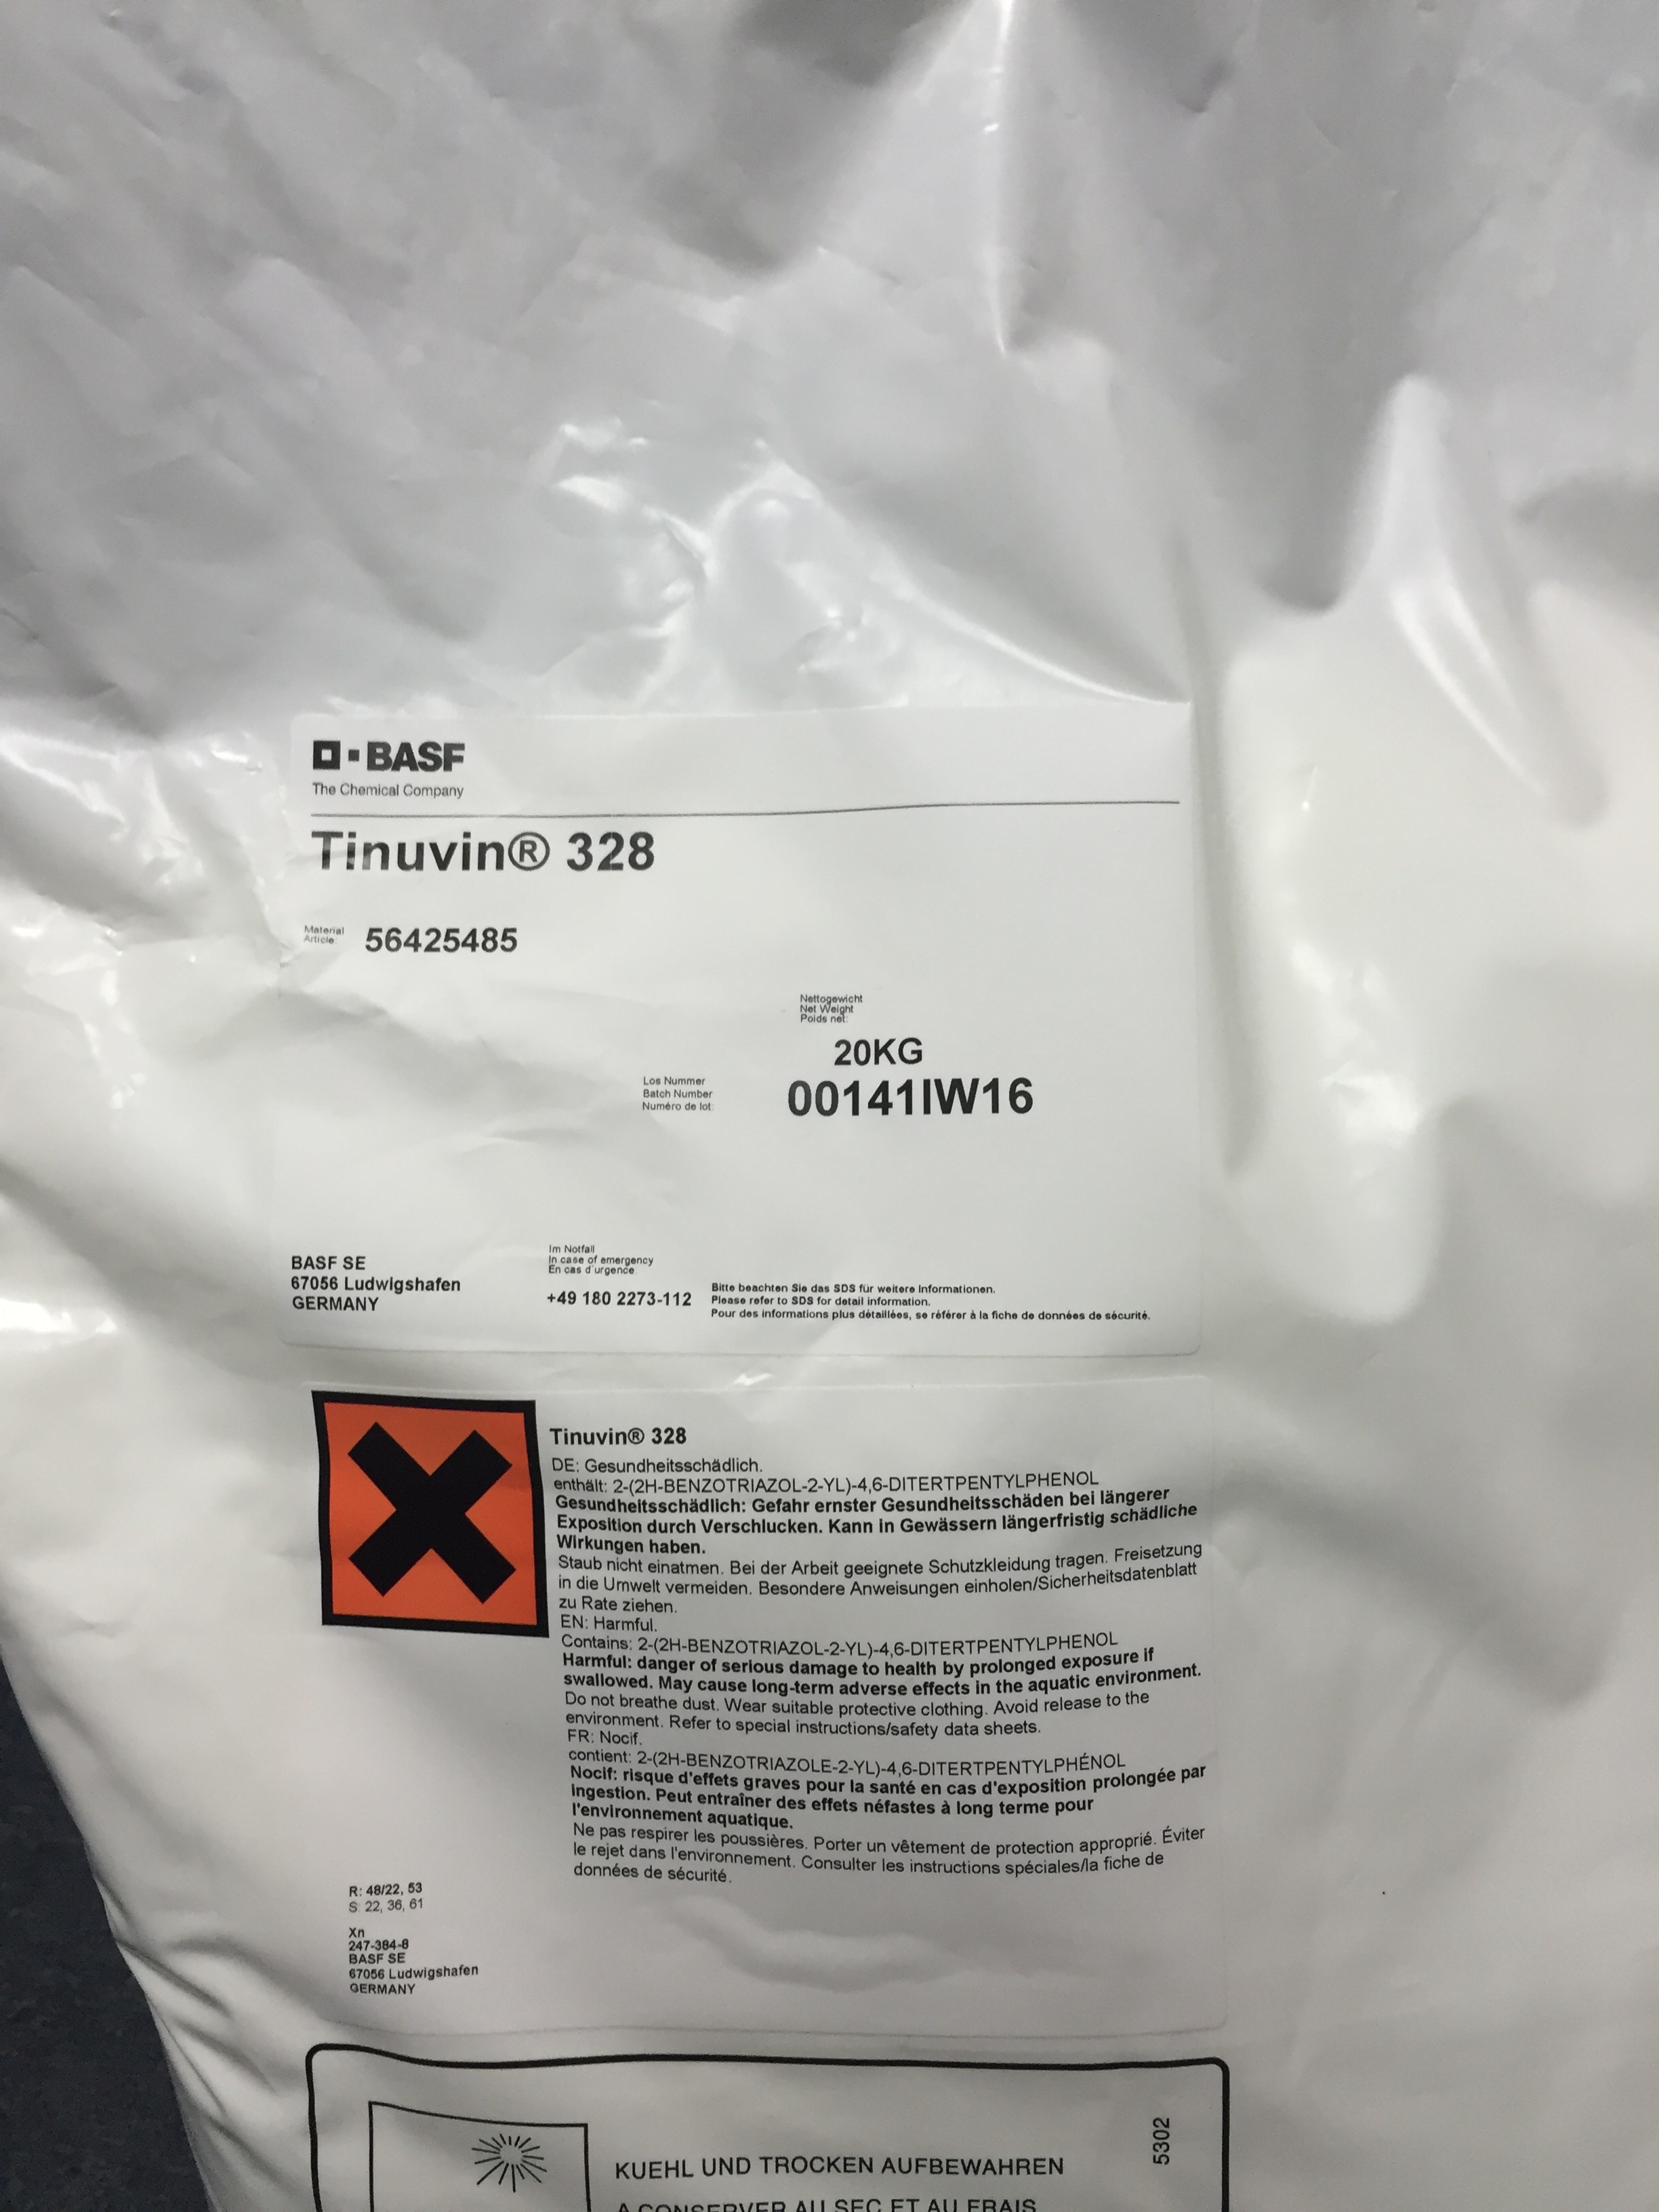 BASF
The Chemical Company
Tinuvin® 328
Material
Article:
56425485
Nettogewicht
Net Weight
Poids net:
20KG
Los Nummer
Batch Number
Numéro de lot:
00141IW16
BASF SE
67056 Ludwigshafen
GERMANY
Im Notfall
In case of emergency
En cas d'urgence
+49 180 2273-112
Bitte beachten Sie das SDS für weitere Informationen.
Please refer to SDS for detail information.
Pour des informations plus détaillées, se référer à la fiche de données de sécurité.
Tinuvin® 328
DE: Gesundheitsschädlich.
enthält: 2-(2H-BENZOTRIAZOL-2-YL)-4,6-DITERTPENTYLPHENOL
Gesundheitsschädlich: Gefahr ernster Gesundheitsschäden bei längerer
Exposition durch Verschlucken. Kann in Gewässern längerfristig schädliche
Wirkungen haben.
Staub nicht einatmen. Bei der Arbeit geeignete Schutzkleidung tragen. Freisetzung
in die Umwelt vermeiden. Besondere Anweisungen einholen/Sicherheitsdatenblatt
zu Rate ziehen.
EN: Harmful.
Contains: 2-(2H-BENZOTRIAZOL-2-YL)-4,6-DITERTPENTYLPHENOL
Harmful: danger of serious damage to health by prolonged exposure if
swallowed. May cause long-term adverse effects in the aquatic environment.
Do not breathe dust. Wear suitable protective clothing. Avoid release to the
environment. Refer to special instructions/safety data sheets.
FR: Nocif.
contient: 2-(2H-BENZOTRIAZOLE-2-YL)-4,6-DITERTPENTYLPHÉNOL
Nocif: risque d'effets graves pour la santé en cas d'exposition prolongée par
ingestion. Peut entraîner des effets néfastes à long terme pour
l'environnement aquatique.
Ne pas respirer les poussières. Porter un vêtement de protection approprié. Éviter
le rejet dans l'environnement. Consulter les instructions spéciales/la fiche de
données de sécurité.
R: 48/22, 53
S: 22, 36, 61
Xn
247-384-8
BASF SE
67056 Ludwigshafen
GERMANY
5302
KUEHL UND TROCKEN AUFBEWAHREN
A CONSERVER AU SEC ET AU FRAIS